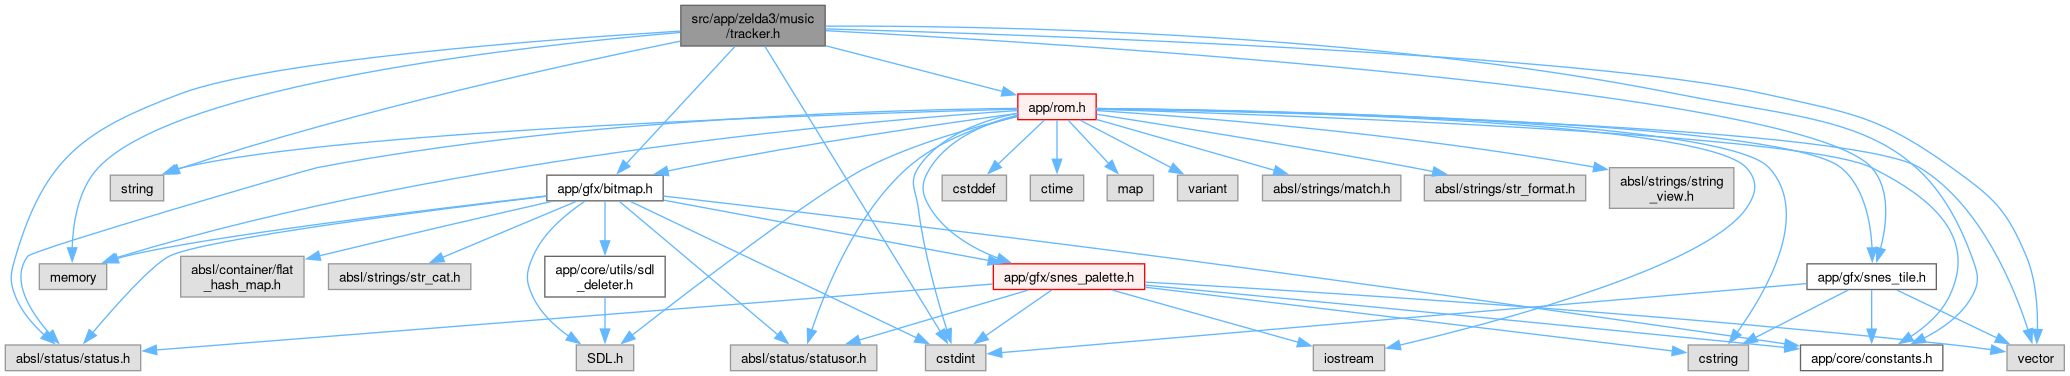 src/app/zelda3/music
/tracker.h
app/rom.h
string
app/gfx/bitmap.h
cstddef
ctime
map
variant
absl/strings/match.h
absl/strings/str_format.h
absl/strings/string
_view.h
memory
absl/container/flat
_hash_map.h
absl/strings/str_cat.h
app/core/utils/sdl
_deleter.h
app/gfx/snes_palette.h
app/gfx/snes_tile.h
absl/status/status.h
SDL.h
absl/status/statusor.h
cstdint
iostream
cstring
app/core/constants.h
vector